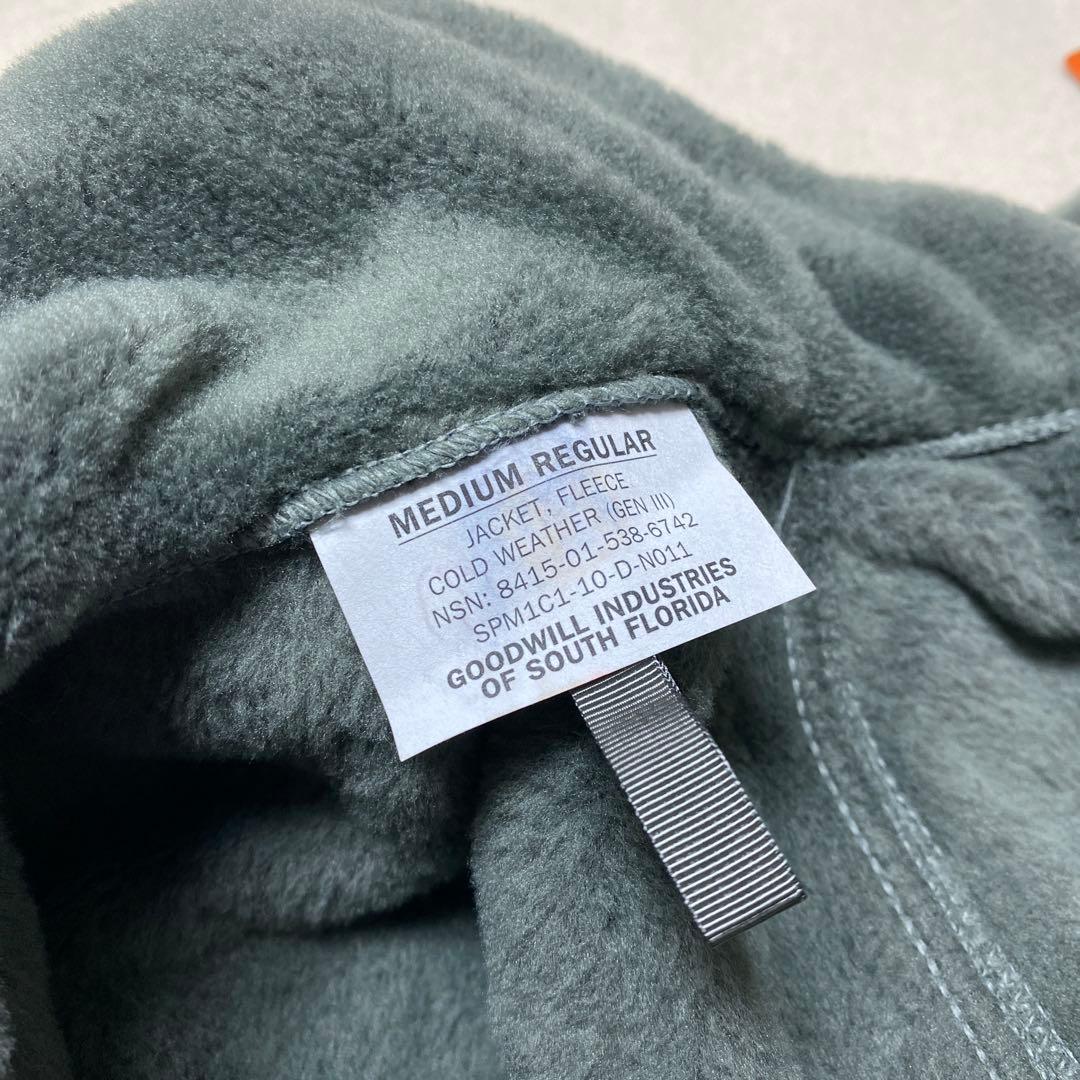 MEDIUM REGULAR
JACKET, FLEECE
COLD WEATHER (GEN III)
NSN: 8415-01-538-6742
SPM1C1-10-D-N011
GOODWILL INDUSTRIES
OF SOUTH FLORIDA